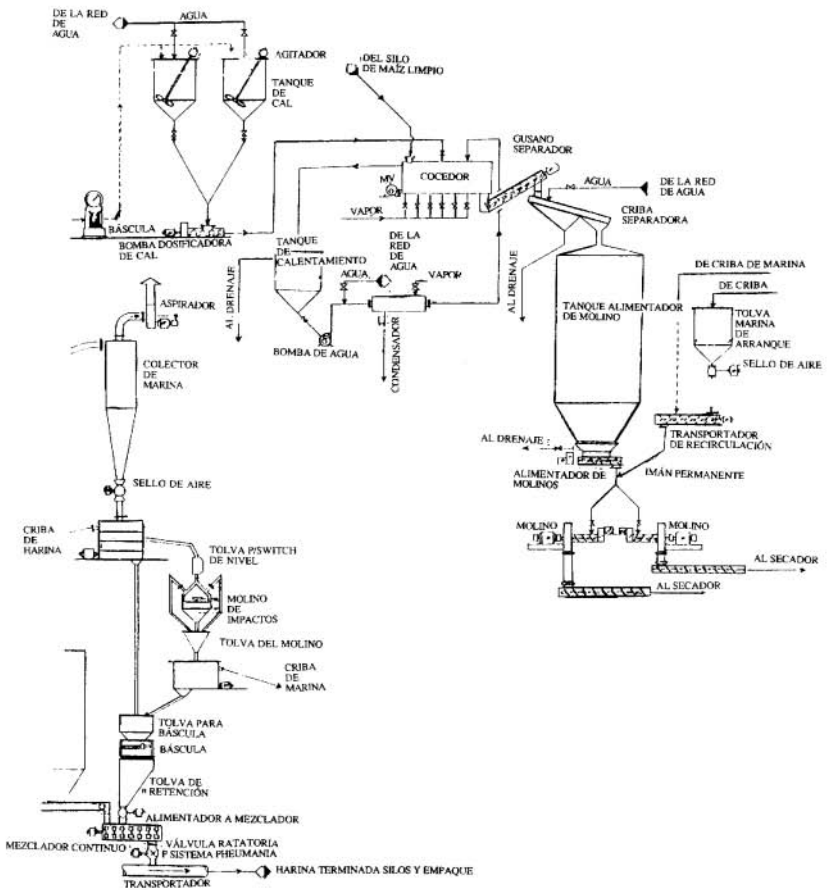 DE LA RED
DE
AGUA
AGUA
AGITADOR
TANQUE
DE
CAL
DEL SILO
DE MAÍZ LIMPIO
GUSANO
SEPARADOR
COCEDOR
MV
VAPOR
AGUA
DE LA RED
DE AGUA
CRIBA
SEPARADORA
BÁSCULA
BOMBA DOSIFICADORA
DE CAL
TANQUE
DE
CALENTAMIENTO
DE LA
RED
DE
AGUA
AGUA
VAPOR
AL DRENAJE
BOMBA DE AGUA
CONDENSADOR
AL DRENAJE
TANQUE ALIMENTADOR
DE MOLINO
DE CRIBA DE MARINA
DE CRIBA
TOLVA
MARINA
DE
ARRANQUE
SELLO DE AIRE
ASPIRADOR
COLECTOR
DE
MARINA
SELLO DE AIRE
AL DRENAJE
TRANSPORTADOR
DE RECIRCULACIÓN
ALIMENTADOR DE
MOLINOS
IMÁN PERMANENTE
MOLINO
MOLINO
AL SECADOR
AL SECADOR
CRIBA
DE
HARINA
TOLVA P/SWITCH
DE NIVEL
MOLINO
DE
IMPACTOS
TOLVA DEL MOLINO
CRIBA
DE
MARINA
TOLVA PARA
BÁSCULA
BÁSCULA
TOLVA DE
RETENCIÓN
ALIMENTADOR A MEZCLADOR
MEZCLADOR CONTINUO
VÁLVULA RATATORIA
P SISTEMA PHEUMANIA
TRANSPORTADOR
HARINA TERMINADA SILOS Y EMPAQUE